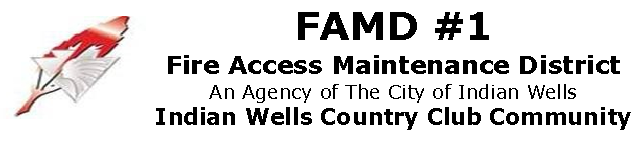 FAMD #1
Fire Access Maintenance District
An Agency of The City of Indian Wells
Indian Wells Country Club Community